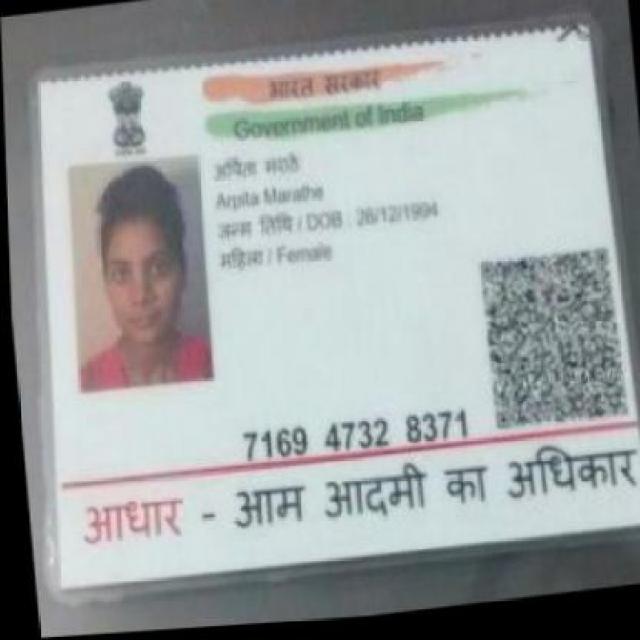 भारत सरकार
Government of India
अर्पिता मराठे
Arpita Marathe
जन्म तिथि / DOB : 26/12/1994
महिला / Female
7169 4732 8371
आधार - आम आदमी का अधिकार